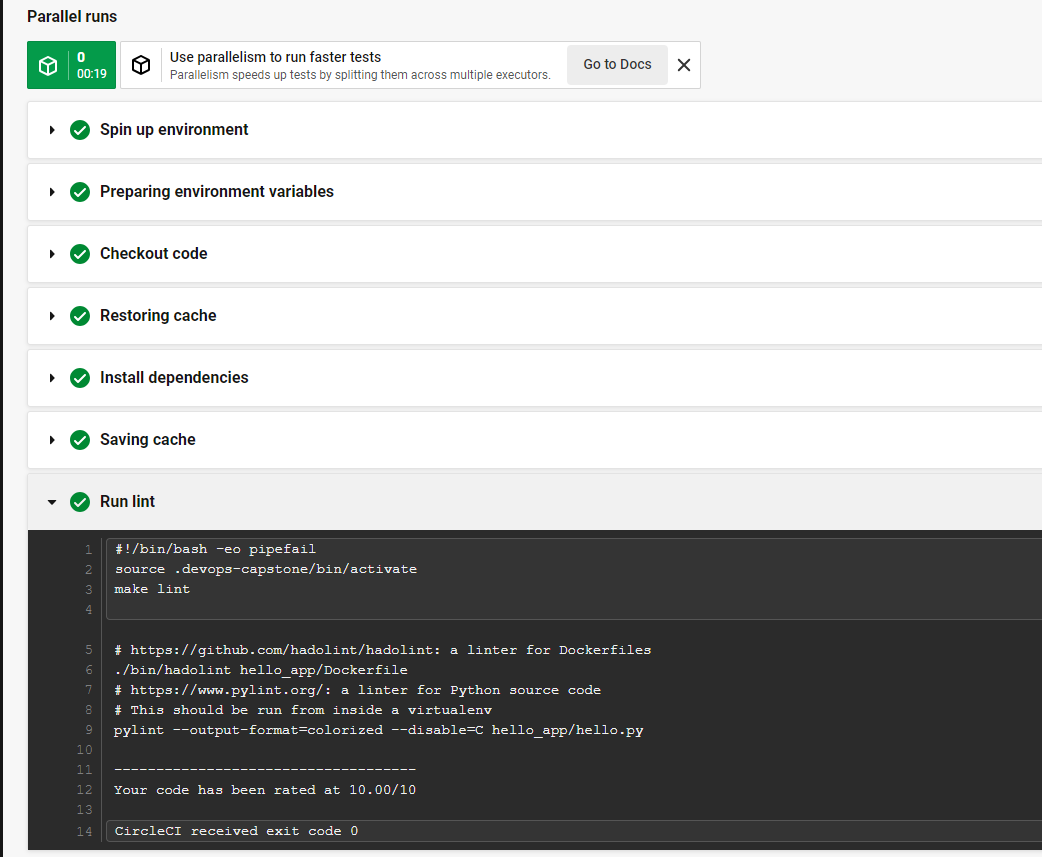 Parallel runs
0
00:19
Use parallelism to run faster tests
Parallelism speeds up tests by splitting them across multiple executors.
Go to Docs
Spin up environment
Preparing environment variables
Checkout code
Restoring cache
Install dependencies
Saving cache
Run lint
1 #!/bin/bash -eo pipefail
2 source .devops-capstone/bin/activate
3 make lint
4
5 # https://github.com/hadolint/hadolint: a linter for Dockerfiles
6 ./bin/hadolint hello_app/Dockerfile
7 # https://www.pylint.org/: a linter for Python source code
8 # This should be run from inside a virtualenv
9 pylint --output-format=colorized --disable=C hello_app/hello.py
10
11 ------------------------------------
12 Your code has been rated at 10.00/10
13
14 CircleCI received exit code 0